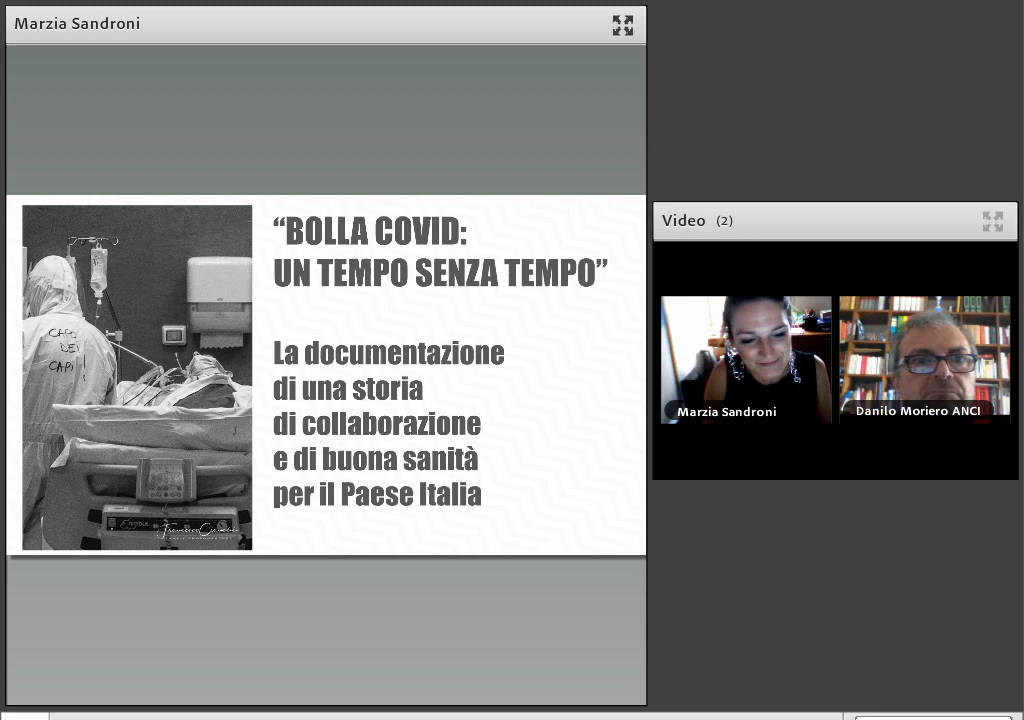 Marzia Sandroni
“BOLLA COVID:
UN TEMPO SENZA TEMPO”
La documentazione
di una storia
di collaborazione
e di buona sanità
per il Paese Italia
CAPO
DEI
CAPI
Video (2)
Marzia Sandroni
Danilo Moriero ANCI